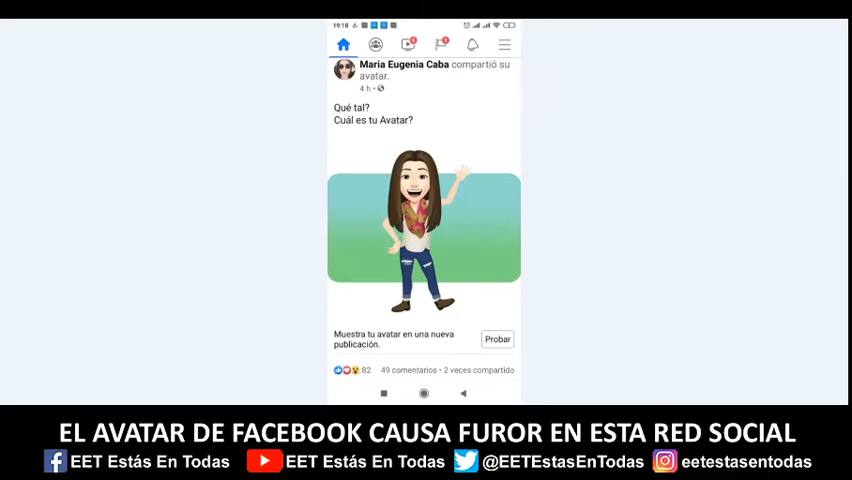 19:18
Maria Eugenia Caba compartió su
avatar.
4 h
Qué tal?
Cuál es tu Avatar?
Muestra tu avatar en una nueva
publicación.
Probar
82 49 comentarios • 2 veces compartido
EL AVATAR DE FACEBOOK CAUSA FUROR EN ESTA RED SOCIAL
EET Estás En Todas EET Estás En Todas @EETEstasEnTodas eetestasentodas